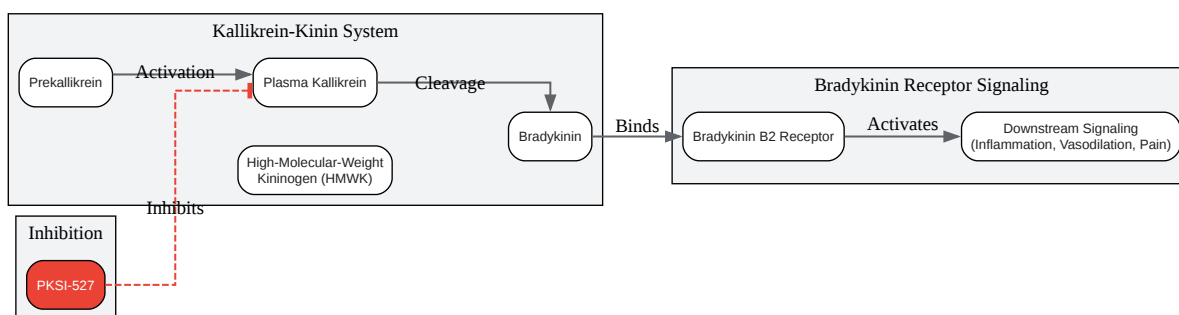 Kallikrein-Kinin System
Prekallikrein
Activation
Plasma Kallikrein
Cleavage
Bradykinin
High-Molecular-Weight
Kininogen (HMWK)
Binds
Bradykinin Receptor Signaling
Bradykinin B2 Receptor
Activates
Downstream Signaling
(Inflammation, Vasodilation, Pain)
Inhibits
Inhibition
PKSI-527